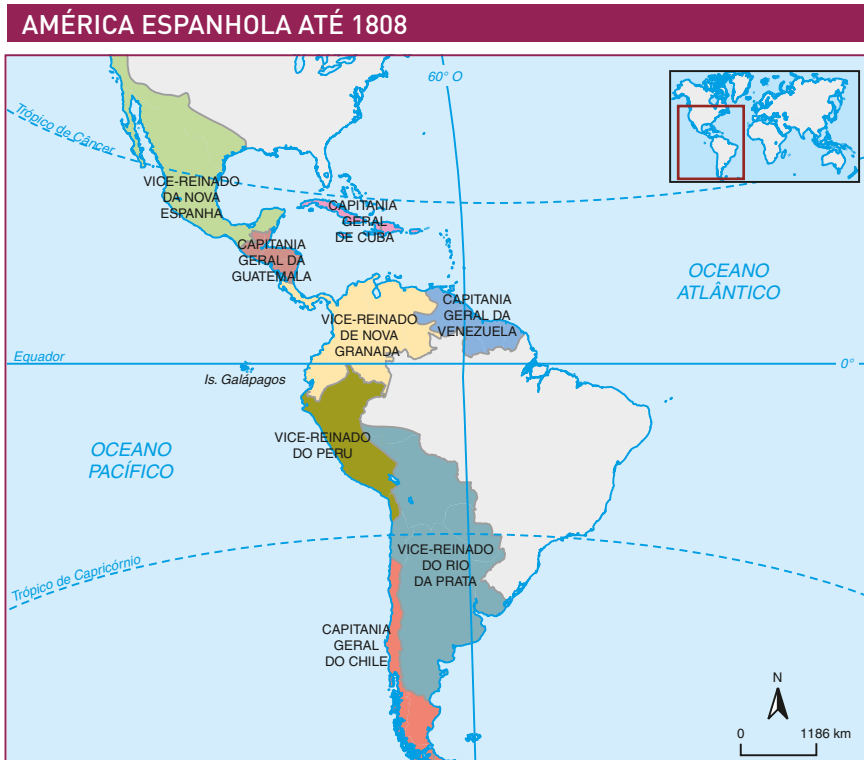 AMÉRICA ESPANHOLA ATÉ 1808
60° O
Trópico de Câncer
VICE-REINADO
DA NOVA
ESPANHA
CAPITANIA
GERAL
DE CUBA
CAPITANIA
GERAL DA
GUATEMALA
OCEANO
ATLÂNTICO
CAPITANIA
GERAL DA
VENEZUELA
VICE-REINADO
DE NOVA
GRANADA
Equador
0°
Is. Galápagos
OCEANO
PACÍFICO
VICE-REINADO
DO PERU
VICE-REINADO
DO RIO
DA PRATA
Trópico de Capricórnio
CAPITANIA
GERAL
DO CHILE
N
0 1186 km